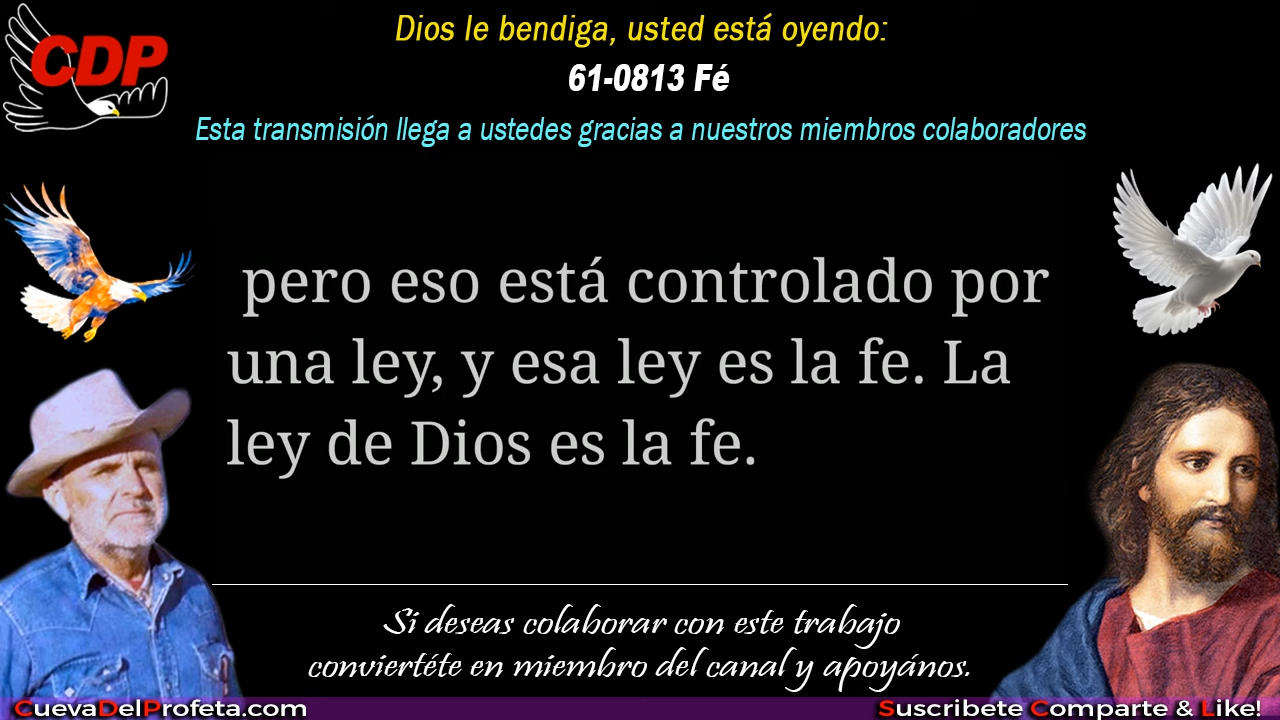 CDP
Dios le bendiga, usted está oyendo:
61-0813 Fé
Esta transmisión llega a ustedes gracias a nuestros miembros colaboradores
pero eso está controlado por
una ley, y esa ley es la fe. La
ley de Dios es la fe.
Si deseas colaborar con este trabajo
conviertéte en miembro del canal y apoyános.
CuevaDelProfeta.com
Suscribete Comparte & Like!